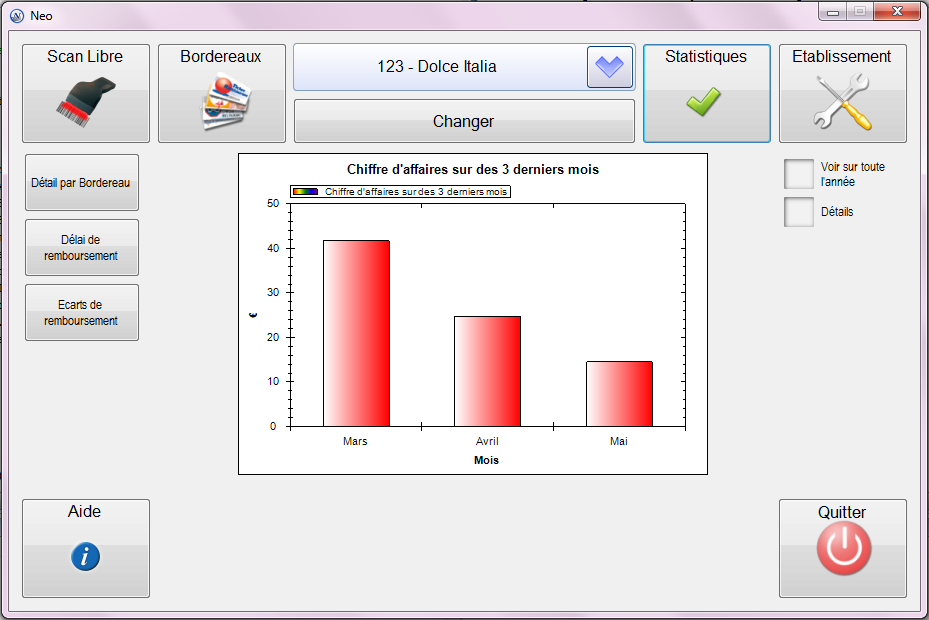 Neo
Scan Libre
Bordereaux
123 - Dolce Italia
Changer
Statistiques
Etablissement
Détail par Bordereau
Délai de
remboursement
Ecarts de
remboursement
Chiffre d'affaires sur des 3 derniers mois
Chiffre d'affaires sur des 3 derniers mois
50
40
30
20
10
0
€
Mars
Avril
Mai
Mois
Voir sur toute
l'année
Détails
Aide
Quitter